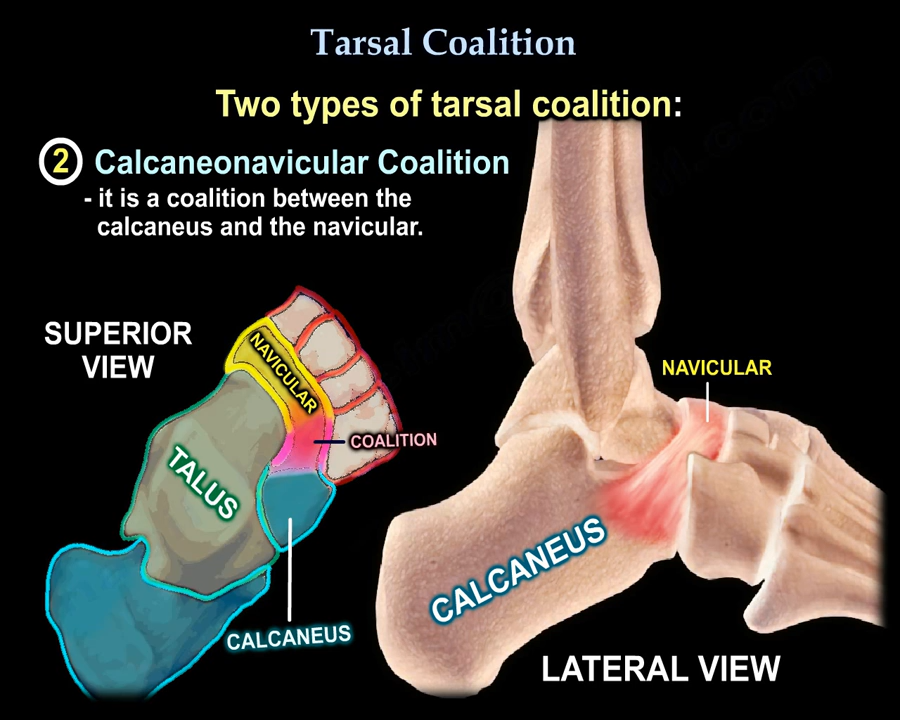 Tarsal Coalition
Two types of tarsal coalition:
2 Calcaneonavicular Coalition
- it is a coalition between the
calcaneus and the navicular.
SUPERIOR
VIEW
NAVICULAR
COALITION
TALUS
CALCANEUS
NAVICULAR
CALCANEUS
LATERAL VIEW